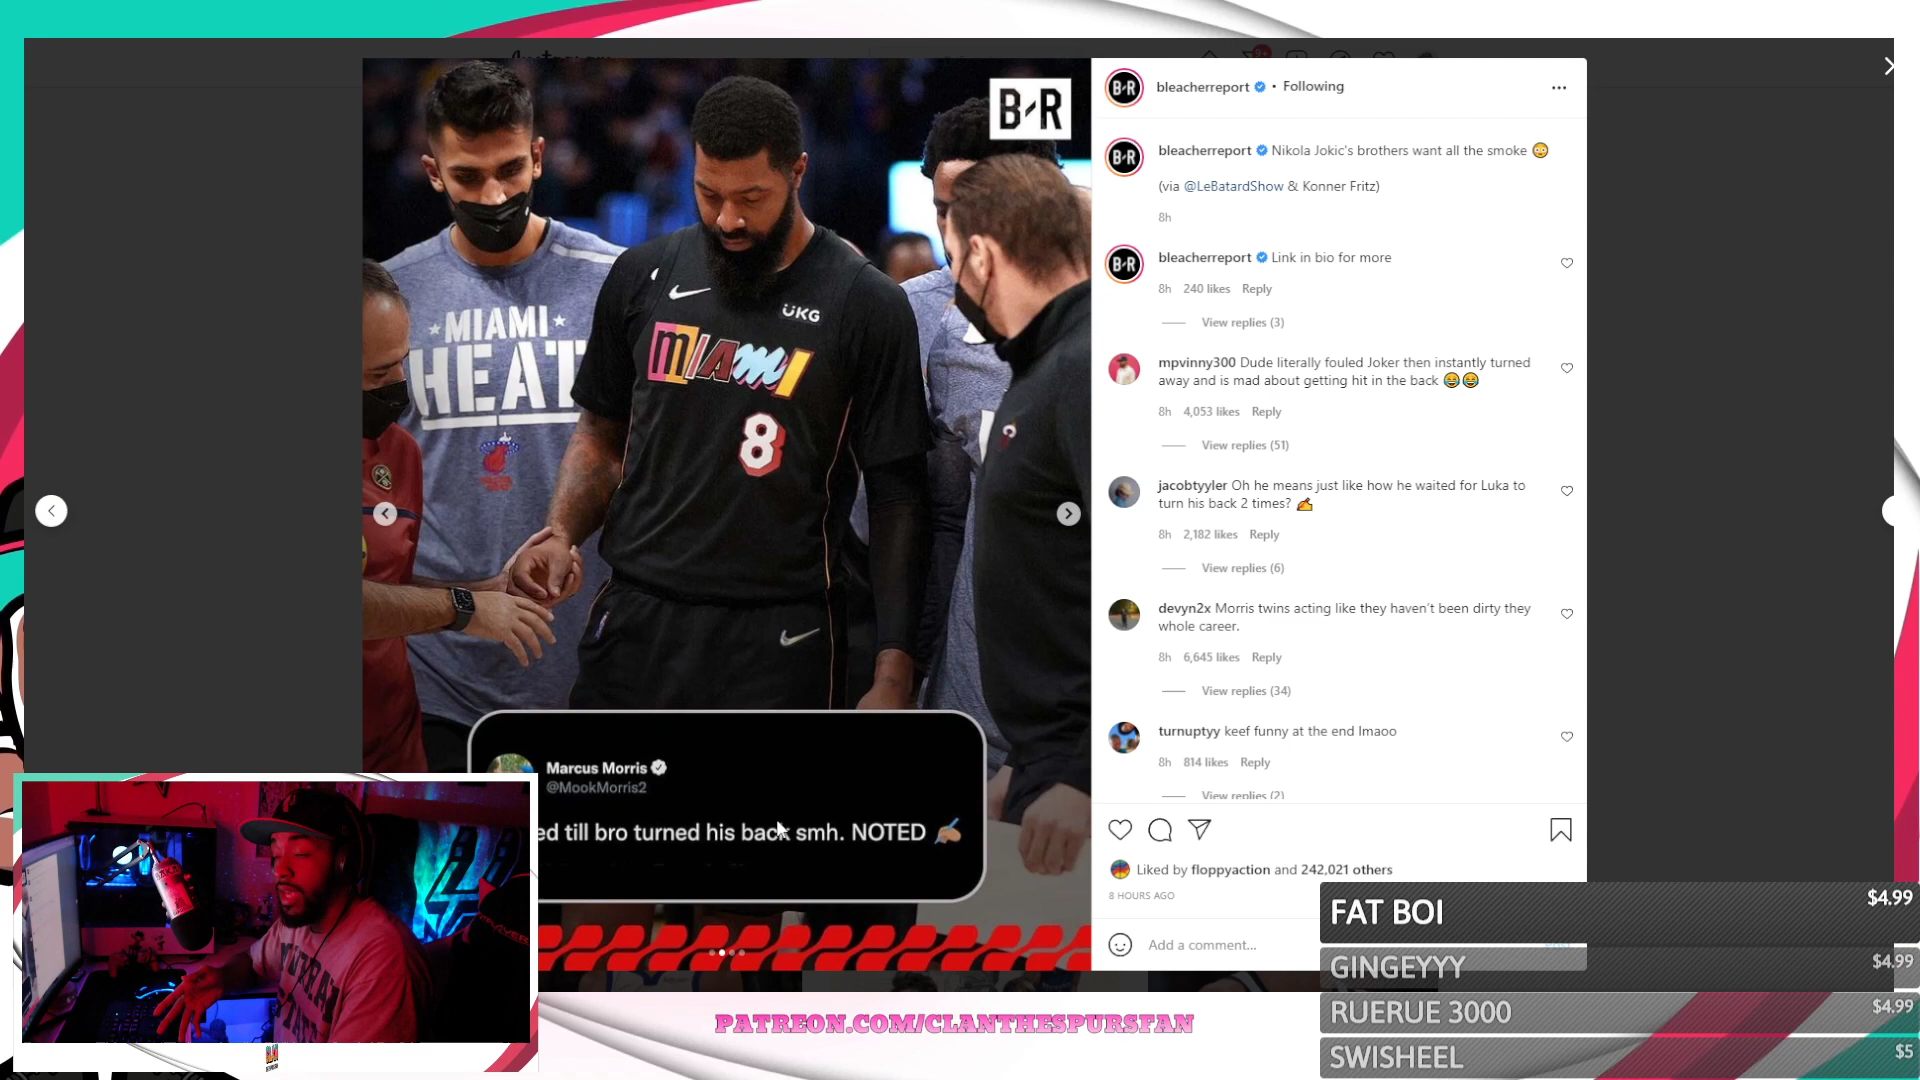 B/R
MIAMI
HEAT
UKG
MIAMI
8
Marcus Morris
@MookMorris2
ed till bro turned his back smh. NOTED ✍🏽
bleacherreport • Following
bleacherreport Nikola Jokic's brothers want all the smoke 😳
(via @LeBatardShow & Konner Fritz)
8h
bleacherreport Link in bio for more
8h 240 likes Reply
View replies (3)
mpvinny300 Dude literally fouled Joker then instantly turned
away and is mad about getting hit in the back 😂😂
8h 4,053 likes Reply
View replies (51)
jacobtyyler Oh he means just like how he waited for Luka to
turn his back 2 times? ✍️
8h 2,182 likes Reply
View replies (6)
devyn2x Morris twins acting like they haven't been dirty they
whole career.
8h 6,645 likes Reply
View replies (34)
turnuptyy keef funny at the end lmaoo
8h 814 likes Reply
View replies (2)
Liked by floppyaction and 242,021 others
8 HOURS AGO
Add a comment...
FAT BOI $4.99
GINGEYYY $4.99
RUERUE 3000 $4.99
SWISHEEL $5
PATREON.COM/CLANTHESPURSFAN